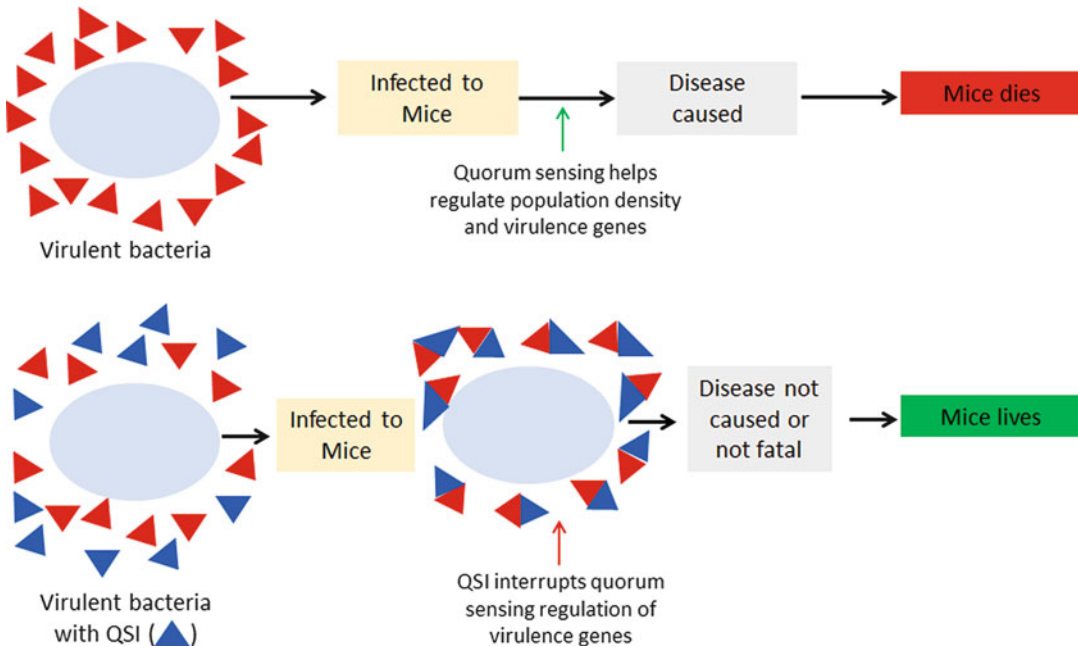 Infected to
Mice
Disease
caused
Mice dies
Quorum sensing helps
regulate population density
and virulence genes
Virulent bacteria
Infected to
Mice
Disease not
caused or
not fatal
Mice lives
QSI interrupts quorum
sensing regulation of
virulence genes
Virulent bacteria
with QSI ( )